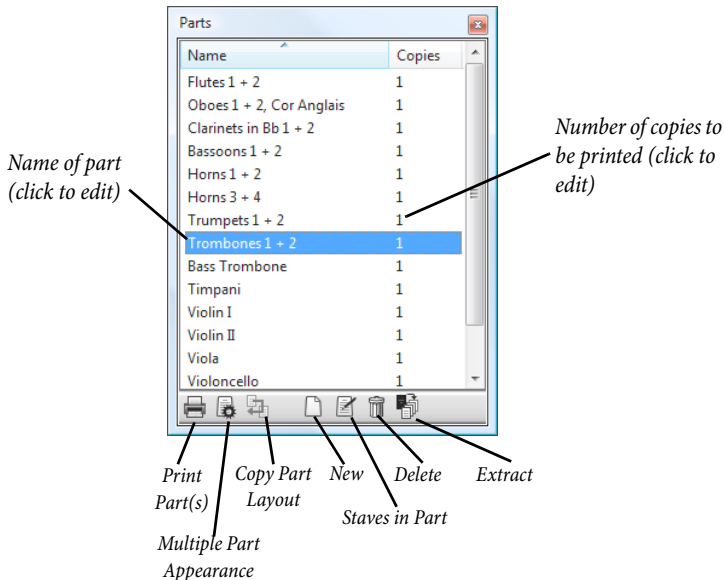 Parts
Name Copies
Flutes 1 + 2 1
Oboes 1 + 2, Cor Anglais 1
Clarinets in Bb 1 + 2 1
Bassoons 1 + 2 1
Horns 1 + 2 1
Horns 3 + 4 1
Trumpets 1 + 2 1
Trombones 1 + 2 1
Bass Trombone 1
Timpani 1
Violin I 1
Violin II 1
Viola 1
Violoncello 1
Name of part
(click to edit)
Number of copies to
be printed (click to
edit)
Print
Part(s)
Multiple Part
Appearance
Copy Part
Layout
New
Staves in Part
Delete
Extract